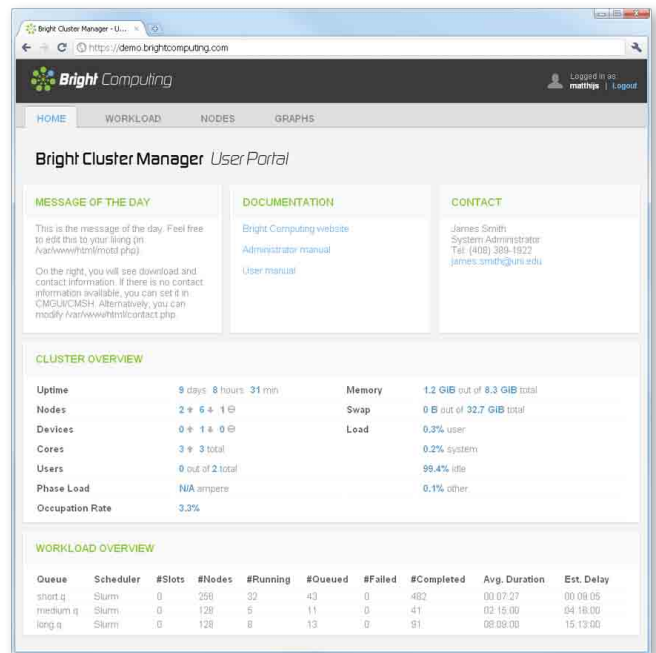 Bright Cluster Manager - U...
https://demo.brightcomputing.com
Bright Computing
Logged in as:
matthijs | Logout
HOME WORKLOAD NODES GRAPHS
Bright Cluster Manager User Portal
MESSAGE OF THE DAY
This is the message of the day. Feel free
to edit this to your liking (in
/var/www/html/motd.php).
On the right, you will see download and
contact information. If there is no contact
information available, you can set it in
CMGUI/CMSH. Alternatively, you can
modify /var/www/html/contact.php.
DOCUMENTATION
Bright Computing website
Administrator manual
User manual
CONTACT
James Smith
System Administrator
Tel: (408) 389-1922
james.smith@uni.edu
CLUSTER OVERVIEW
Uptime 9 days 8 hours 31 min Memory 1.2 GiB out of 8.3 GiB total
Nodes 2 6 1 Swap 0 B out of 32.7 GiB total
Devices 0 1 0 Load 0.3% user
Cores 3 3 total 0.2% system
Users 0 out of 2 total 99.4% idle
Phase Load N/A ampere 0.1% other
Occupation Rate 3.3%
WORKLOAD OVERVIEW
Queue Scheduler #Slots #Nodes #Running #Queued #Failed #Completed Avg. Duration Est. Delay
short.q Slurm 0 256 32 43 0 482 00:07:27 00:09:05
medium.q Slurm 0 128 5 11 0 41 02:15:00 04:16:00
long.q Slurm 0 128 8 13 0 91 08:09:00 15:13:00